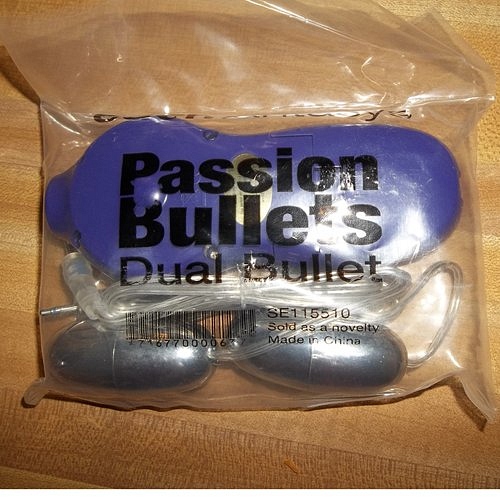 Passion
Bullets
Dual Bullet
SE115510
Sold as a novelty
Made in China